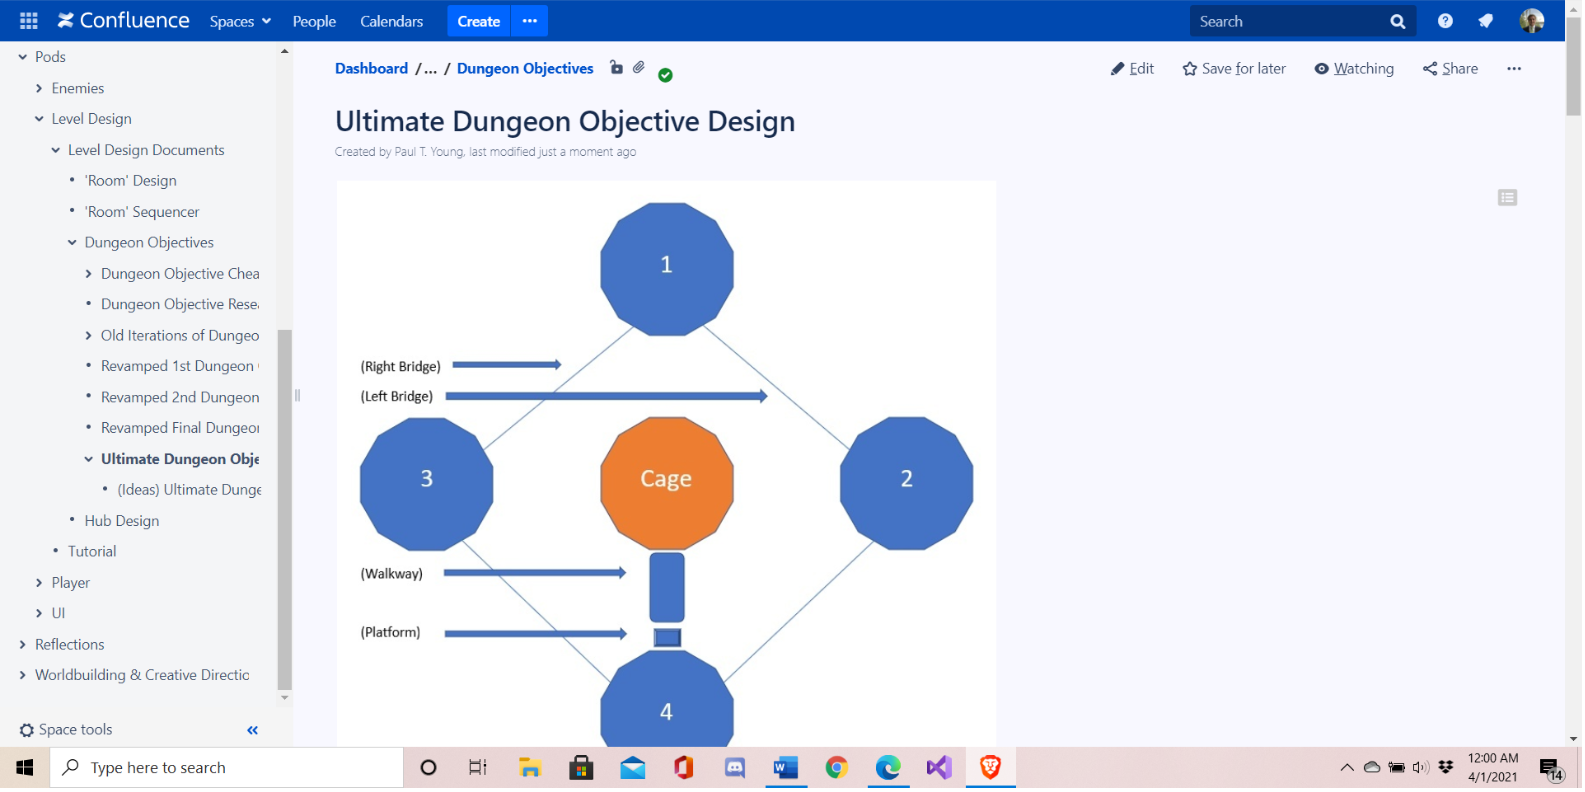 Confluence Spaces People Calendars Create ••• Search
Pods
Enemies
Level Design
Level Design Documents
'Room' Design
'Room' Sequencer
Dungeon Objectives
Dungeon Objective Chea
Dungeon Objective Rese
Old Iterations of Dungeo
Revamped 1st Dungeon
Revamped 2nd Dungeon
Revamped Final Dungeo
Ultimate Dungeon Obje
(Ideas) Ultimate Dunge
Hub Design
Tutorial
Player
UI
Reflections
Worldbuilding & Creative Directio
Space tools
Dashboard /... / Dungeon Objectives
Edit Save for later Watching Share •••
Ultimate Dungeon Objective Design
Created by Paul T. Young, last modified just a moment ago
1
(Right Bridge)
(Left Bridge)
3 Cage 2
(Walkway)
(Platform)
4
Type here to search
12:00 AM
4/1/2021
14